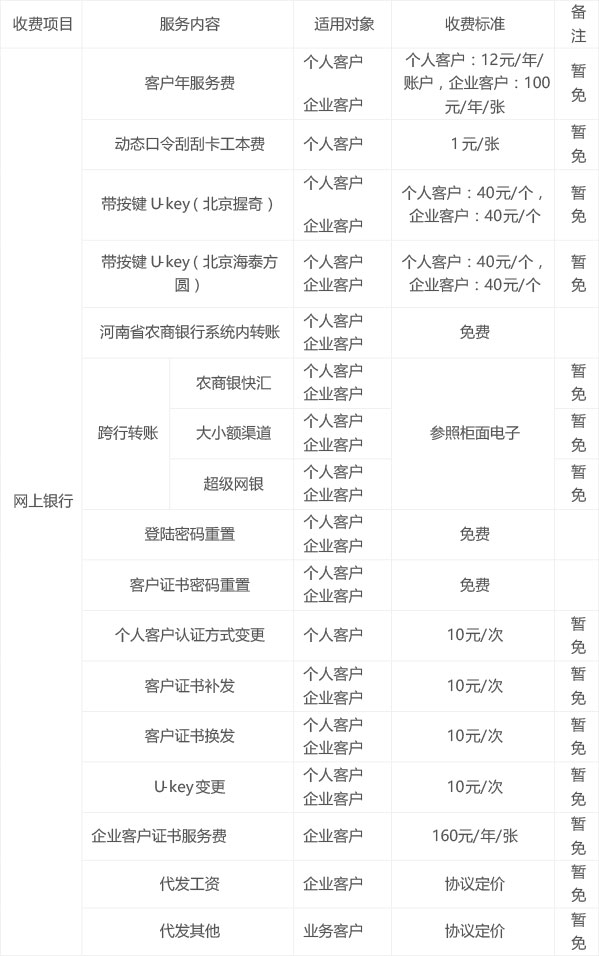 收费项目 服务内容 适用对象 收费标准 备
注
网上银行
客户年服务费
个人客户
企业客户
个人客户：12元/年/
账户，企业客户：100
元/年/张
暂
免
动态口令刮刮卡工本费 个人客户 1元/张
暂
免
带按键 U-key（北京握奇）
个人客户
企业客户
个人客户：40元/个，
企业客户：40元/个
暂
免
带按键 U-key（北京海泰方
圆）
个人客户
企业客户
个人客户：40元/个，
企业客户：40元/个
暂
免
河南省农商银行系统内转账
个人客户
企业客户
免费
跨行转账
农商银快汇
个人客户
企业客户
参照柜面电子
暂
免
大小额渠道
个人客户
企业客户
暂
免
超级网银
个人客户
企业客户
暂
免
登陆密码重置
个人客户
企业客户
免费
客户证书密码重置
个人客户
企业客户
免费
个人客户认证方式变更 个人客户 10元/次
暂
免
客户证书补发
个人客户
企业客户
10元/次
暂
免
客户证书换发
个人客户
企业客户
10元/次
暂
免
U-key变更
个人客户
企业客户
10元/次
暂
免
企业客户证书服务费 企业客户 160元/年/张
暂
免
代发工资 企业客户 协议定价
暂
免
代发其他 业务客户 协议定价
暂
免